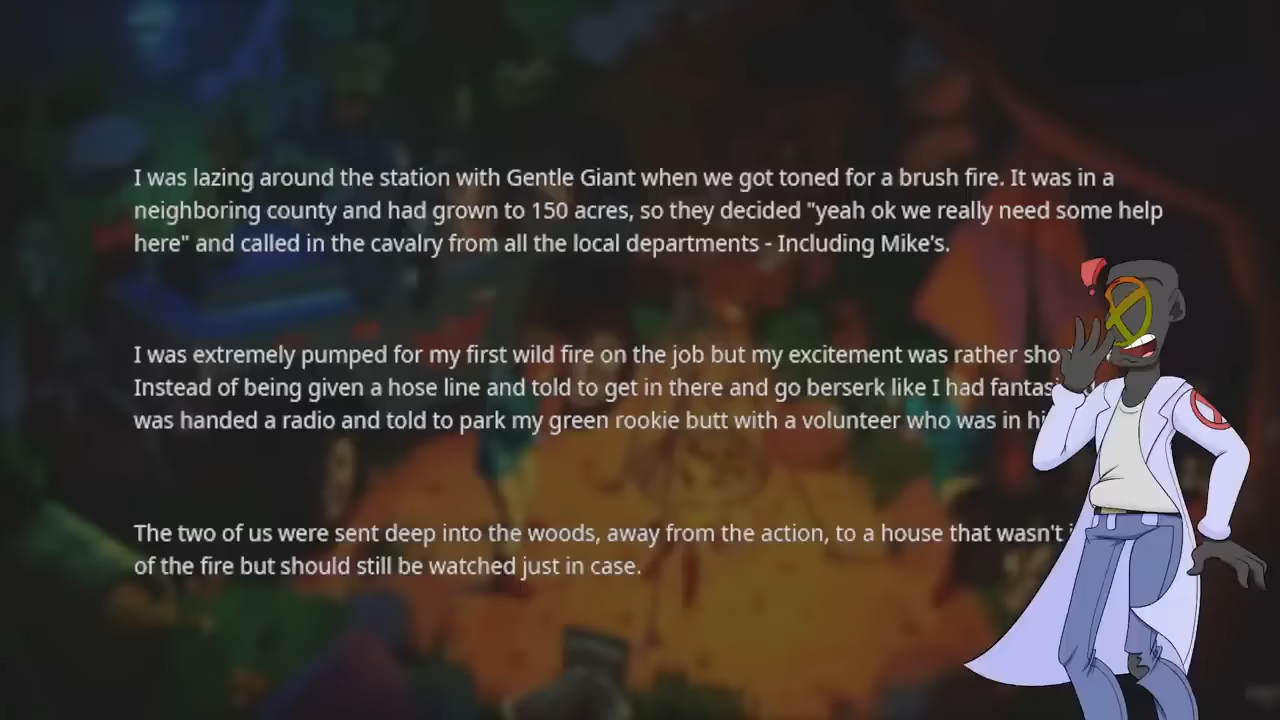 I was lazing around the station with Gentle Giant when we got toned for a brush fire. It was in a
neighboring county and had grown to 150 acres, so they decided "yeah ok we really need some help
here" and called in the cavalry from all the local departments - Including Mike's.
I was extremely pumped for my first wild fire on the job but my excitement was rather
Instead of being given a hose line and told to get in there and go berserk like I had
was handed a radio and told to park my green rookie butt with a volunteer who was in
The two of us were sent deep into the woods, away from the action, to a house that wasn't
of the fire but should still be watched just in case.